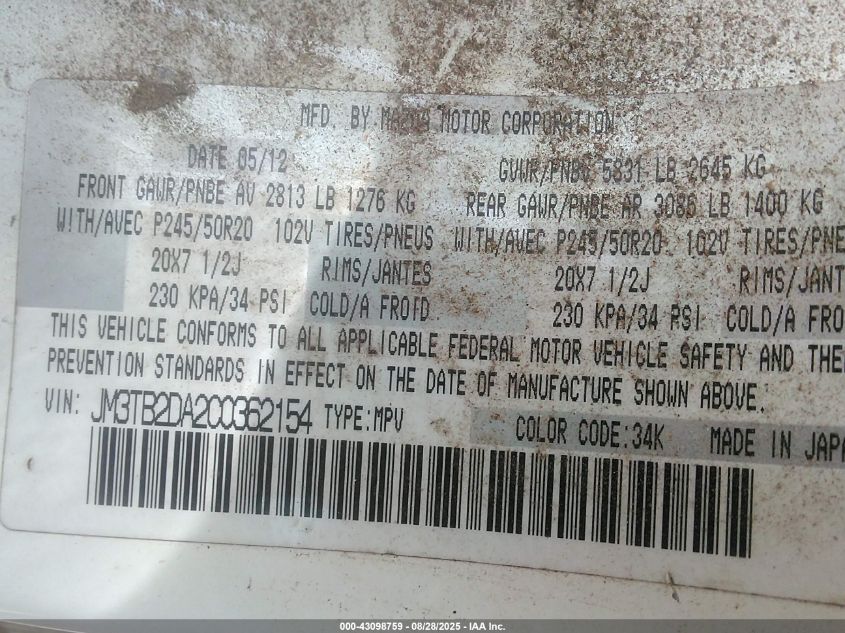 MFD. BY MAZDA MOTOR CORPORATION
DATE 05/12 GVWR/PNBV 5831 LB 2645 KG
FRONT GAWR/PNBE AV 2813 LB 1276 KG REAR GAWR/PNBE AR 3086 LB 1400 KG
WITH/AVEC P245/50R20 102V TIRES/PNEUS WITH/AVEC P245/50R20 102V TIRES/PNE
20X7 1/2J RIMS/JANTES 20X7 1/2J RIMS/JANTE
230 KPA/34 PSI COLD/A FROID 230 KPA/34 PSI COLD/A FRO
THIS VEHICLE CONFORMS TO ALL APPLICABLE FEDERAL MOTOR VEHICLE SAFETY AND THE
PREVENTION STANDARDS IN EFFECT ON THE DATE OF MANUFACTURE SHOWN ABOVE.
VIN: JM3TB2DA2C0362154 TYPE:MPV COLOR CODE:34K MADE IN JAPA
000-43098759 - 08/28/2025 - IAA Inc.